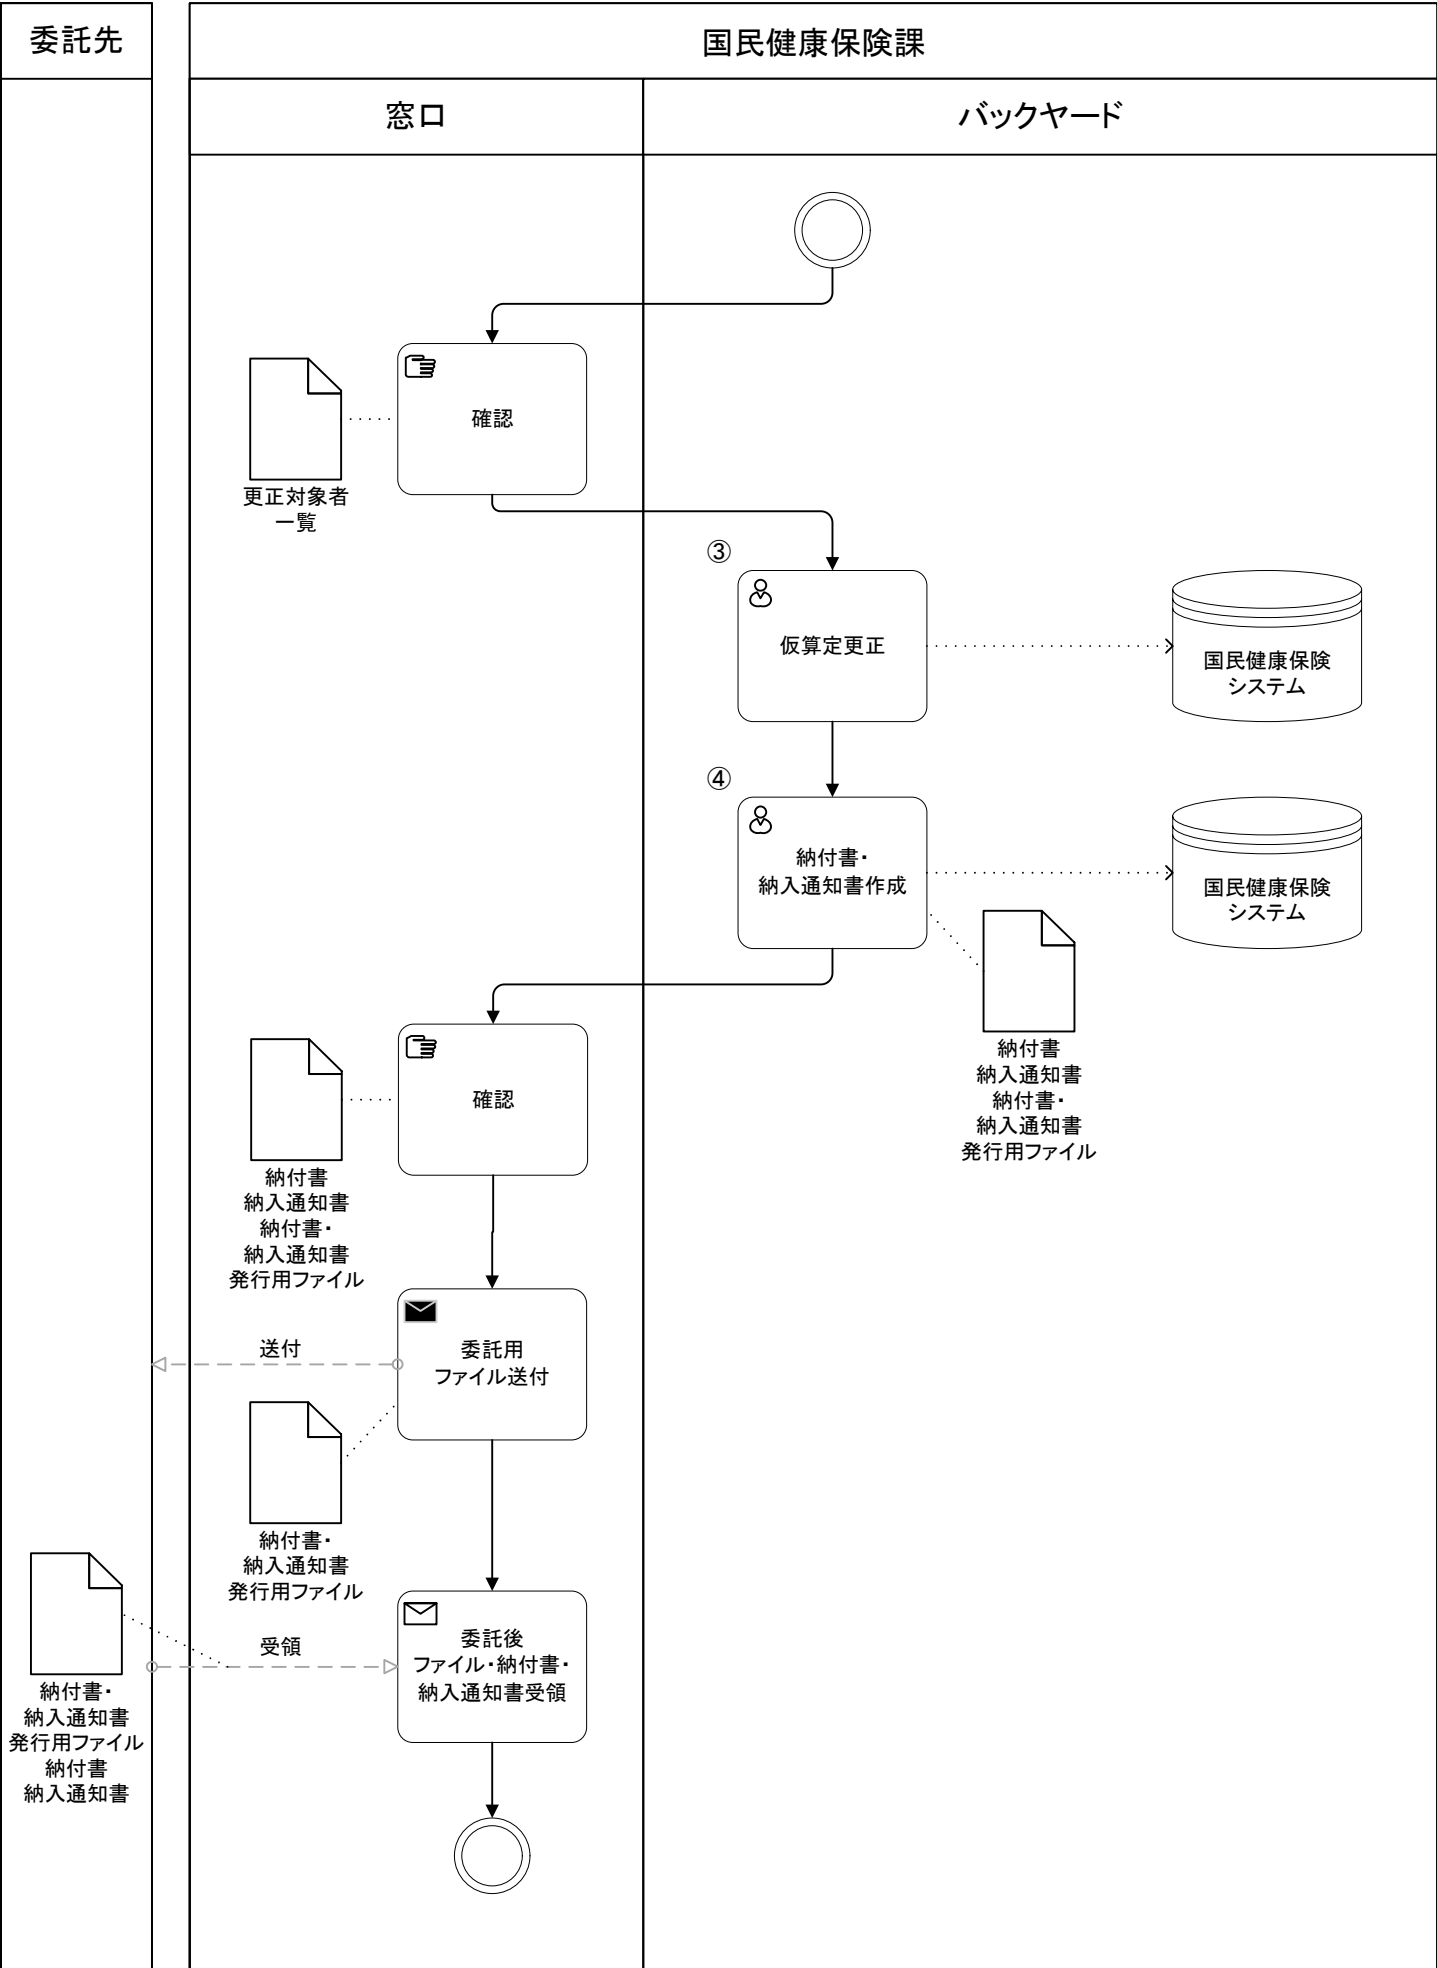 委託先
国民健康保険課
窓口
バックヤード
確認
更正対象者
一覧
③
仮算定更正
国民健康保険
システム
④
納付書・
納入通知書作成
国民健康保険
システム
納付書
納入通知書
納付書・
納入通知書
発行用ファイル
確認
納付書
納入通知書
納付書・
納入通知書
発行用ファイル
送付
委託用
ファイル送付
納付書・
納入通知書
発行用ファイル
受領
委託後
ファイル・納付書・
納入通知書受領
納付書・
納入通知書
発行用ファイル
納付書
納入通知書